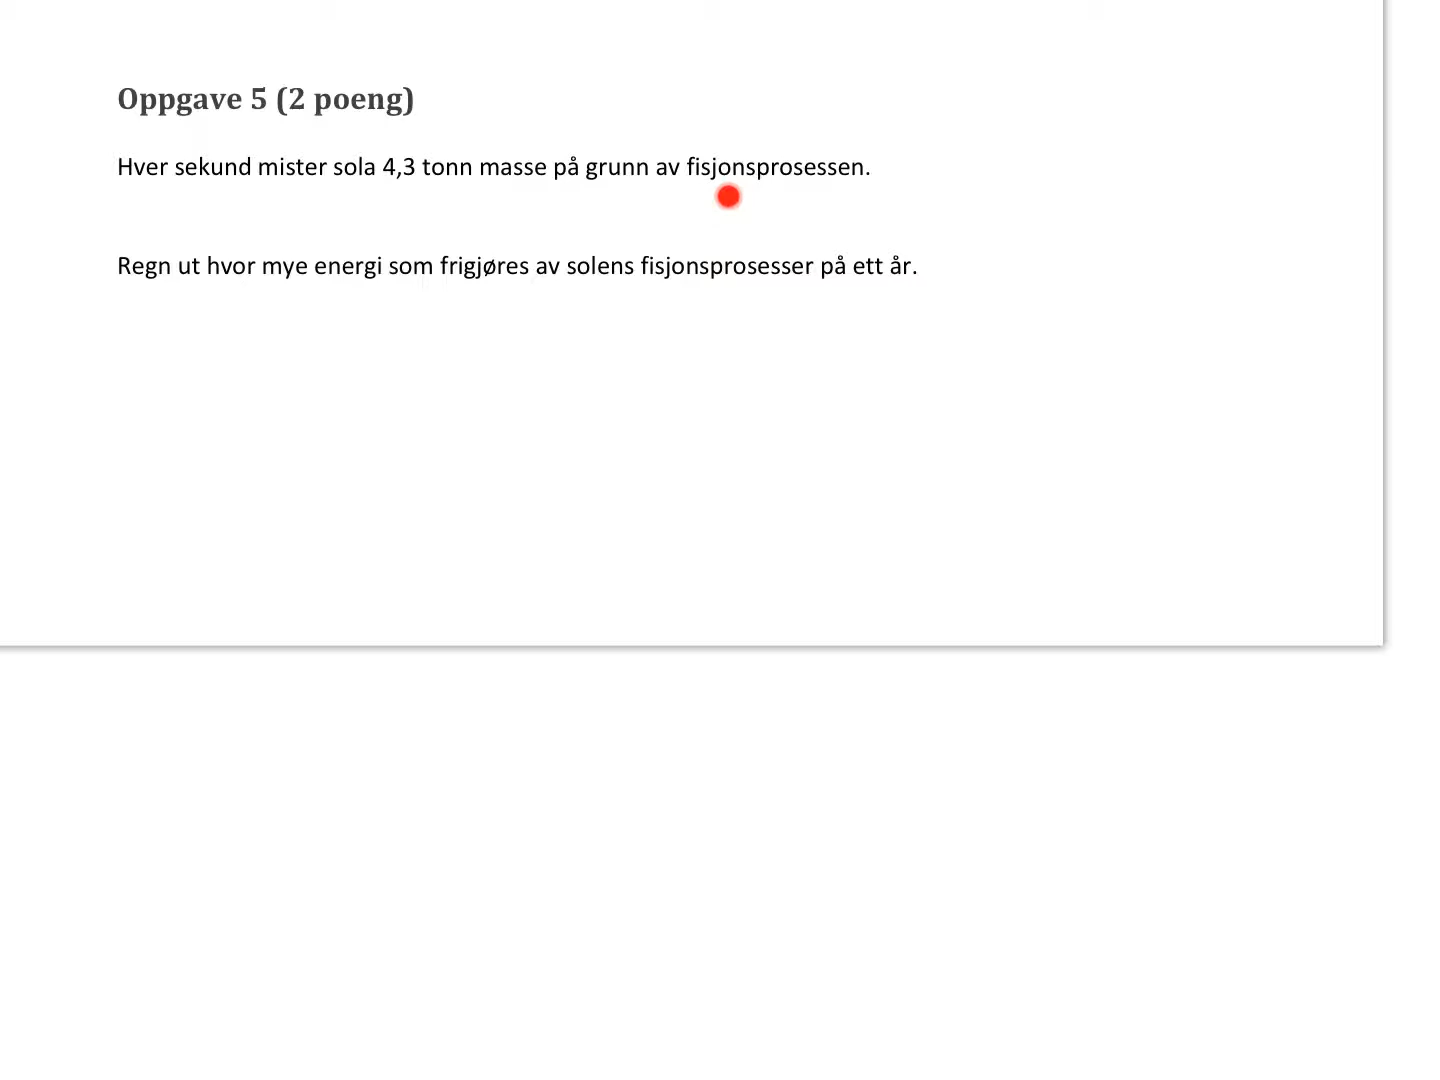 Oppgave 5 (2 poeng)
Hver sekund mister sola 4,3 tonn masse på grunn av fisjonsprosessen.
Regn ut hvor mye energi som frigjøres av solens fisjonsprosesser på ett år.